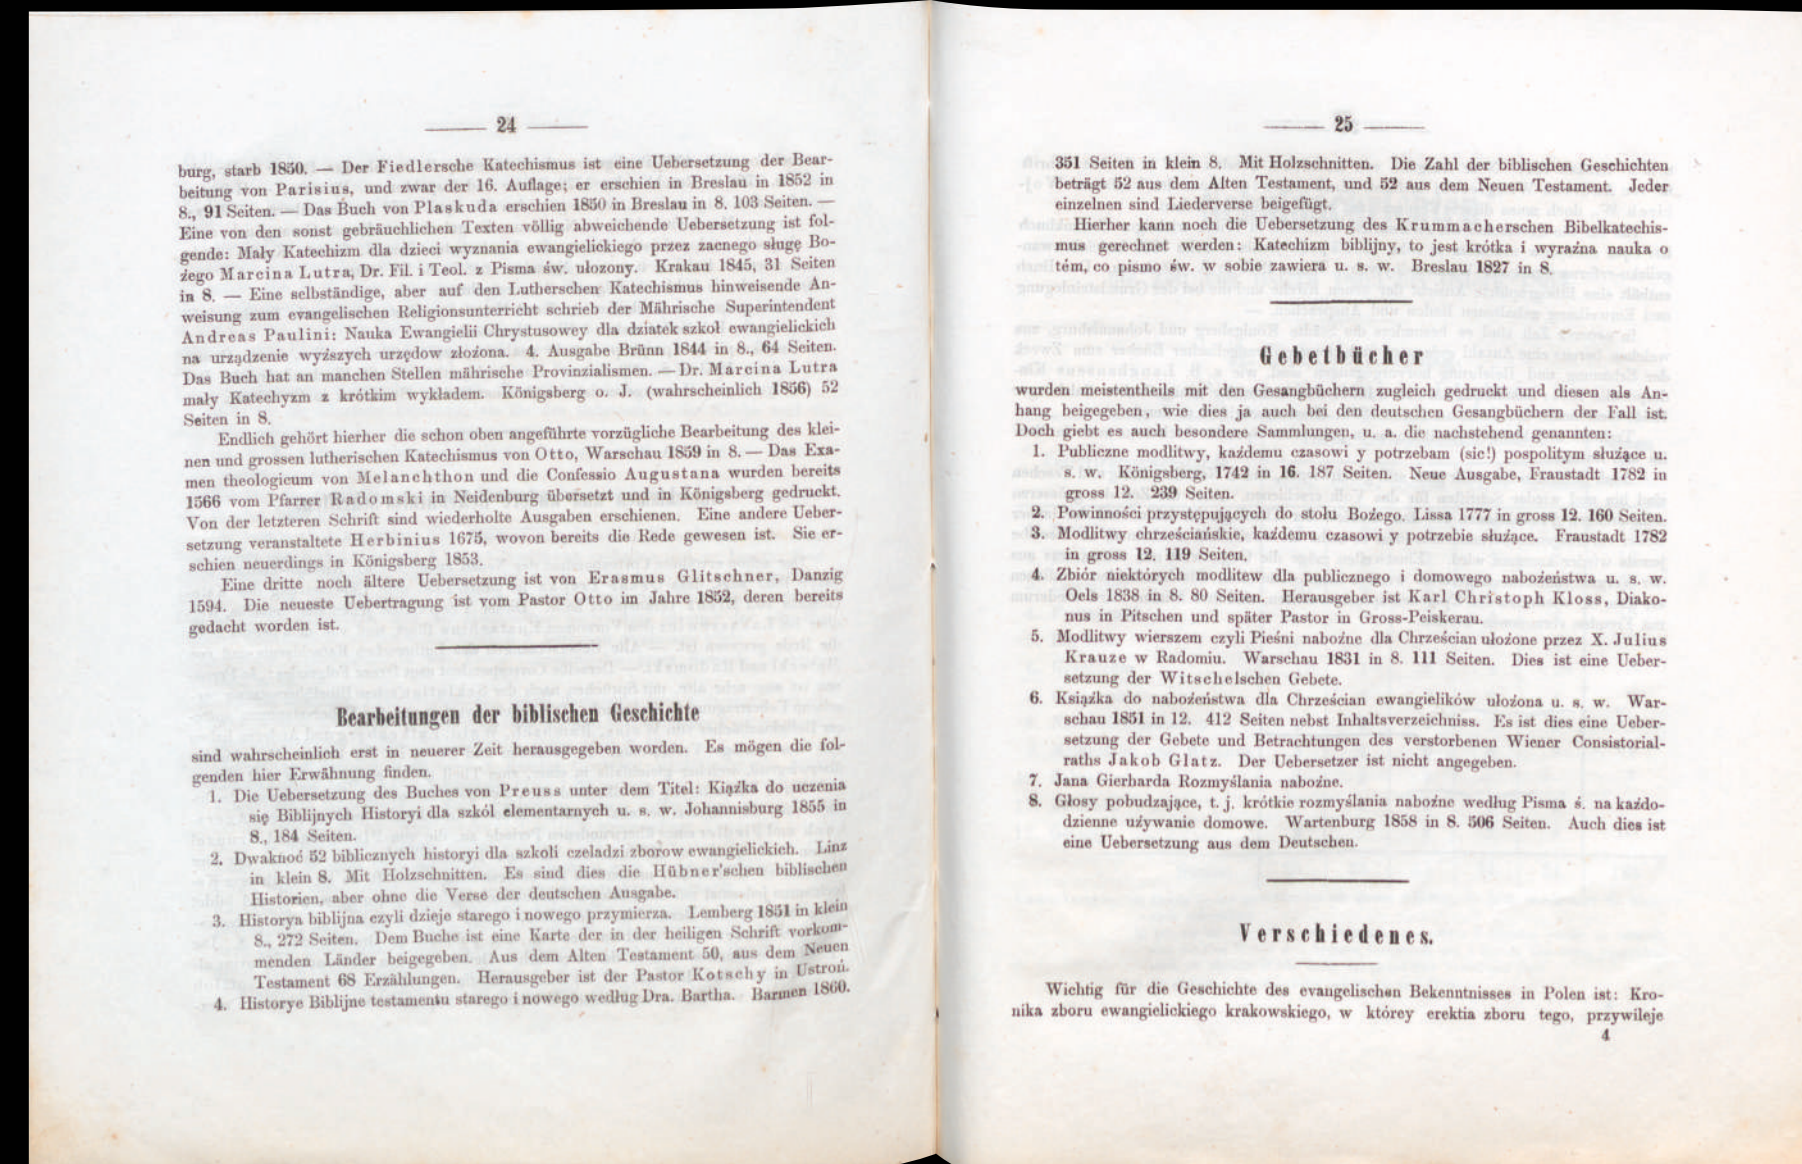 24
burg, starb 1850. — Der Fiedlersche Katechismus ist eine Uebersetzung der Bear-
beitung von Parisius, und zwar der 16. Auflage; er erschien in Breslau in 1852 in
8., 91 Seiten. — Das Buch von Plaskuda erschien 1850 in Breslau in 8. 103 Seiten. —
Eine von den sonst gebräuchlichen Texten völlig abweichende Uebersetzung ist fol-
gende: Mały Katechizm dla dzieci wyznania ewangielickiego przez zacnego sługę Bo-
żego Marcina Lutra, Dr. Fil. i Teol. z Pisma św. ułozony. Krakau 1845, 31 Seiten
in 8. — Eine selbständige, aber auf den Lutherschen Katechismus hinweisende An-
weisung zum evangelischen Religionsunterricht schrieb der Mährische Superintendent
Andreas Paulini: Nauka Ewangielii Chrystusowey dla dziatek szkoł ewangielickich
na urządzenie wyższych urzędow złożona. 4. Ausgabe Brünn 1844 in 8., 64 Seiten.
Das Buch hat an manchen Stellen mährische Provinzialismen. — Dr. Marcina Lutra
mały Katechyzm z krótkim wykładem. Königsberg o. J. (wahrscheinlich 1856) 52
Seiten in 8.
Endlich gehört hierher die schon oben angeführte vorzügliche Bearbeitung des klei-
nen und grossen lutherischen Katechismus von Otto, Warschau 1859 in 8. — Das Exa-
men theologicum von Melanchthon und die Confessio Augustana wurden bereits
1566 vom Pfarrer Radomski in Neidenburg übersetzt und in Königsberg gedruckt.
Von der letzteren Schrift sind wiederholte Ausgaben erschienen. Eine andere Ueber-
setzung veranstaltete Herbinius 1675, wovon bereits die Rede gewesen ist. Sie er-
schien neuerdings in Königsberg 1853.
Eine dritte noch ältere Uebersetzung ist von Erasmus Glitschner, Danzig
1594. Die neueste Uebertragung ist vom Pastor Otto im Jahre 1852, deren bereits
gedacht worden ist.
Bearbeitungen der biblischen Geschichte
sind wahrscheinlich erst in neuerer Zeit herausgegeben worden. Es mögen die fol-
genden hier Erwähnung finden.
1. Die Uebersetzung des Buches von Preuss unter dem Titel: Kiążka do uczenia
się Biblijnych Historyi dla szkól elementarnych u. s. w. Johannisburg 1855 in
8., 184 Seiten.
2. Dwaknoć 52 biblicznych historyi dla szkoli czeladzi zborow ewangielickich. Linz
in klein 8. Mit Holzschnitten. Es sind dies die Hübner'schen biblischen
Historien, aber ohne die Verse der deutschen Ausgabe.
3. Historya biblijna czyli dzieje starego i nowego przymierza. Lemberg 1851 in klein
8., 272 Seiten. Dem Buche ist eine Karte der in der heiligen Schrift vorkom-
menden Länder beigegeben. Aus dem Alten Testament 50, aus dem Neuen
Testament 68 Erzählungen. Herausgeber ist der Pastor Kotschy in Ustroń.
4. Historye Biblijne testamentu starego i nowego według Dra. Bartha. Barmen 1860.
25
351 Seiten in klein 8. Mit Holzschnitten. Die Zahl der biblischen Geschichten
beträgt 52 aus dem Alten Testament, und 52 aus dem Neuen Testament. Jeder
einzelnen sind Liederverse beigefügt.
Hierher kann noch die Uebersetzung des Krummacherschen Bibelkatechis-
mus gerechnet werden: Katechizm biblijny, to jest krótka i wyraźna nauka o
tém, co pismo św. w sobie zawiera u. s. w. Breslau 1827 in 8.
Gebetbücher
wurden meistentheils mit den Gesangbüchern zugleich gedruckt und diesen als An-
hang beigegeben, wie dies ja auch bei den deutschen Gesangbüchern der Fall ist.
Doch giebt es auch besondere Sammlungen, u. a. die nachstehend genannten:
1. Publiczne modlitwy, każdemu czasowi y potrzebam (sic!) pospolitym służące u.
s. w. Königsberg, 1742 in 16. 187 Seiten. Neue Ausgabe, Fraustadt 1782 in
gross 12. 239 Seiten.
2. Powinności przystępujących do stołu Bożego. Lissa 1777 in gross 12. 160 Seiten.
3. Modlitwy chrześciańskie, każdemu czasowi y potrzebie służące. Fraustadt 1782
in gross 12. 119 Seiten.
4. Zbiór niektórych modlitew dla publicznego i domowego nabożeństwa u. s. w.
Oels 1838 in 8. 80 Seiten. Herausgeber ist Karl Christoph Kloss, Diako-
nus in Pitschen und später Pastor in Gross-Peiskerau.
5. Modlitwy wierszem czyli Pieśni nabożne dla Chrześcian ułożone przez X. Julius
Krauze w Radomiu. Warschau 1831 in 8. 111 Seiten. Dies ist eine Ueber-
setzung der Witschelschen Gebete.
6. Książka do nabożeństwa dla Chrześcian ewangielików ułożona u. s. w. War-
schau 1851 in 12. 412 Seiten nebst Inhaltsverzeichniss. Es ist dies eine Ueber-
setzung der Gebete und Betrachtungen des verstorbenen Wiener Consistorial-
raths Jakob Glatz. Der Uebersetzer ist nicht angegeben.
7. Jana Gierharda Rozmyślania nabożne.
8. Głosy pobudzające, t. j. krótkie rozmyślania nabożne według Pisma ś. na każdo-
dzienne używanie domowe. Wartenburg 1858 in 8. 506 Seiten. Auch dies ist
eine Uebersetzung aus dem Deutschen.
Verschiedenes.
Wichtig für die Geschichte des evangelischen Bekenntnisses in Polen ist: Kro-
nika zboru ewangielickiego krakowskiego, w którey erektia zboru tego, przywileje
4